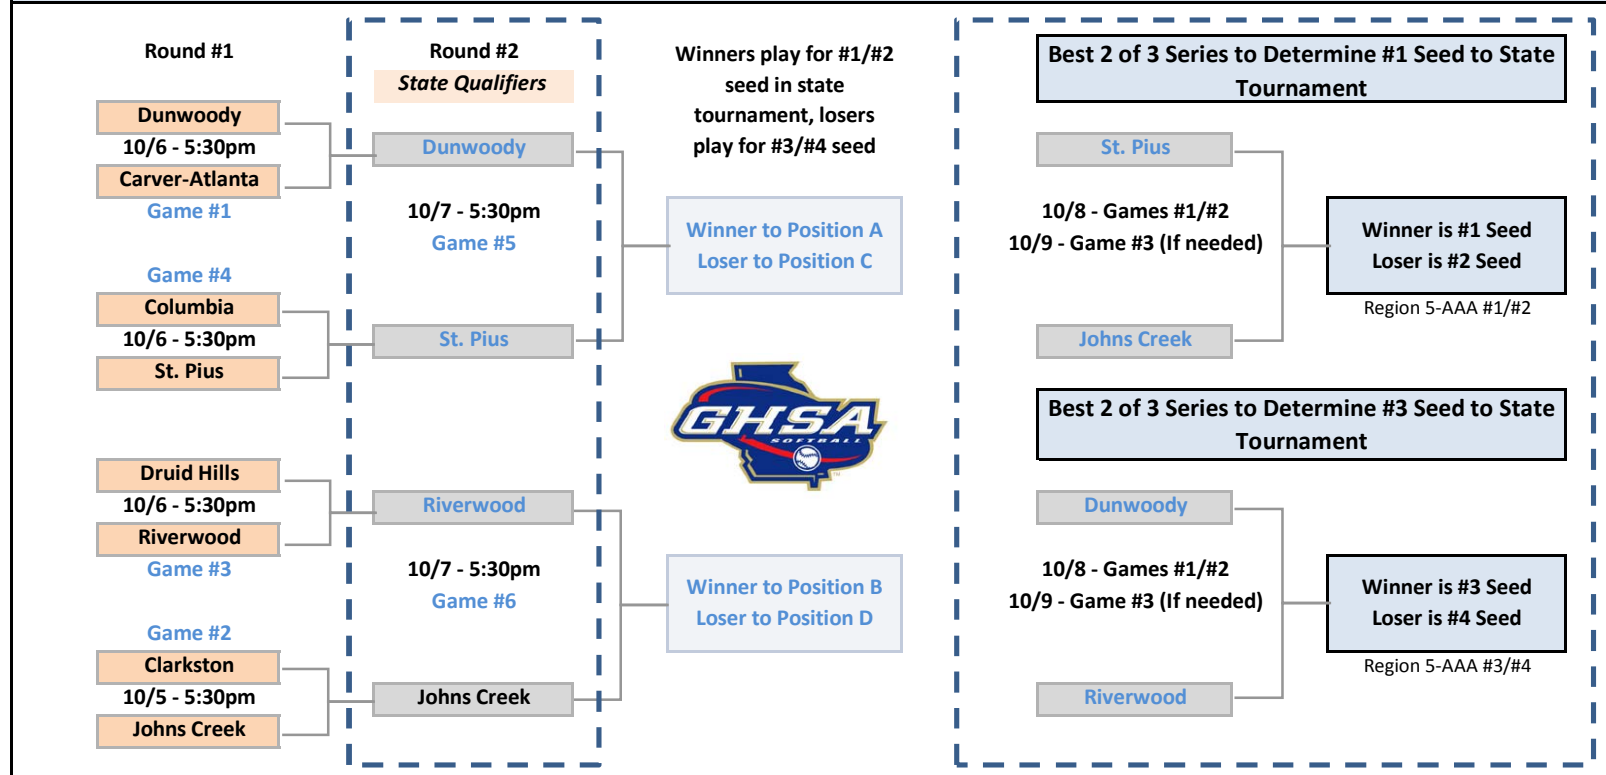 Round #1
Dunwoody
10/6 - 5:30pm
Carver-Atlanta
Game #1
Game #4
Columbia
10/6 - 5:30pm
St. Pius
Druid Hills
10/6 - 5:30pm
Riverwood
Game #3
Game #2
Clarkston
10/5 - 5:30pm
Johns Creek
Round #2
State Qualifiers
Dunwoody
10/7 - 5:30pm
Game #5
St. Pius
Riverwood
10/7 - 5:30pm
Game #6
Johns Creek
Winners play for #1/#2
seed in state
tournament, losers
play for #3/#4 seed
Winner to Position A
Loser to Position C
GHSA
SOFTBALL
Winner to Position B
Loser to Position D
Best 2 of 3 Series to Determine #1 Seed to State
Tournament
St. Pius
10/8 - Games #1/#2
10/9 - Game #3 (If needed)
Johns Creek
Winner is #1 Seed
Loser is #2 Seed
Region 5-AAA #1/#2
Best 2 of 3 Series to Determine #3 Seed to State
Tournament
Dunwoody
10/8 - Games #1/#2
10/9 - Game #3 (If needed)
Riverwood
Winner is #3 Seed
Loser is #4 Seed
Region 5-AAA #3/#4